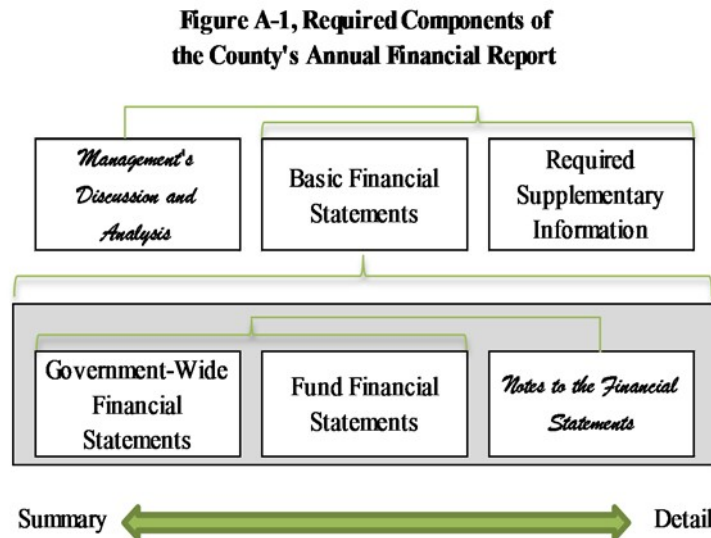 Figure A-1, Required Components of
the County's Annual Financial Report
Management's
Discussion and
Analysis
Basic Financial
Statements
Required
Supplementary
Information
Government-Wide
Financial
Statements
Fund Financial
Statements
Notes to the Financial
Statements
Summary
Detail